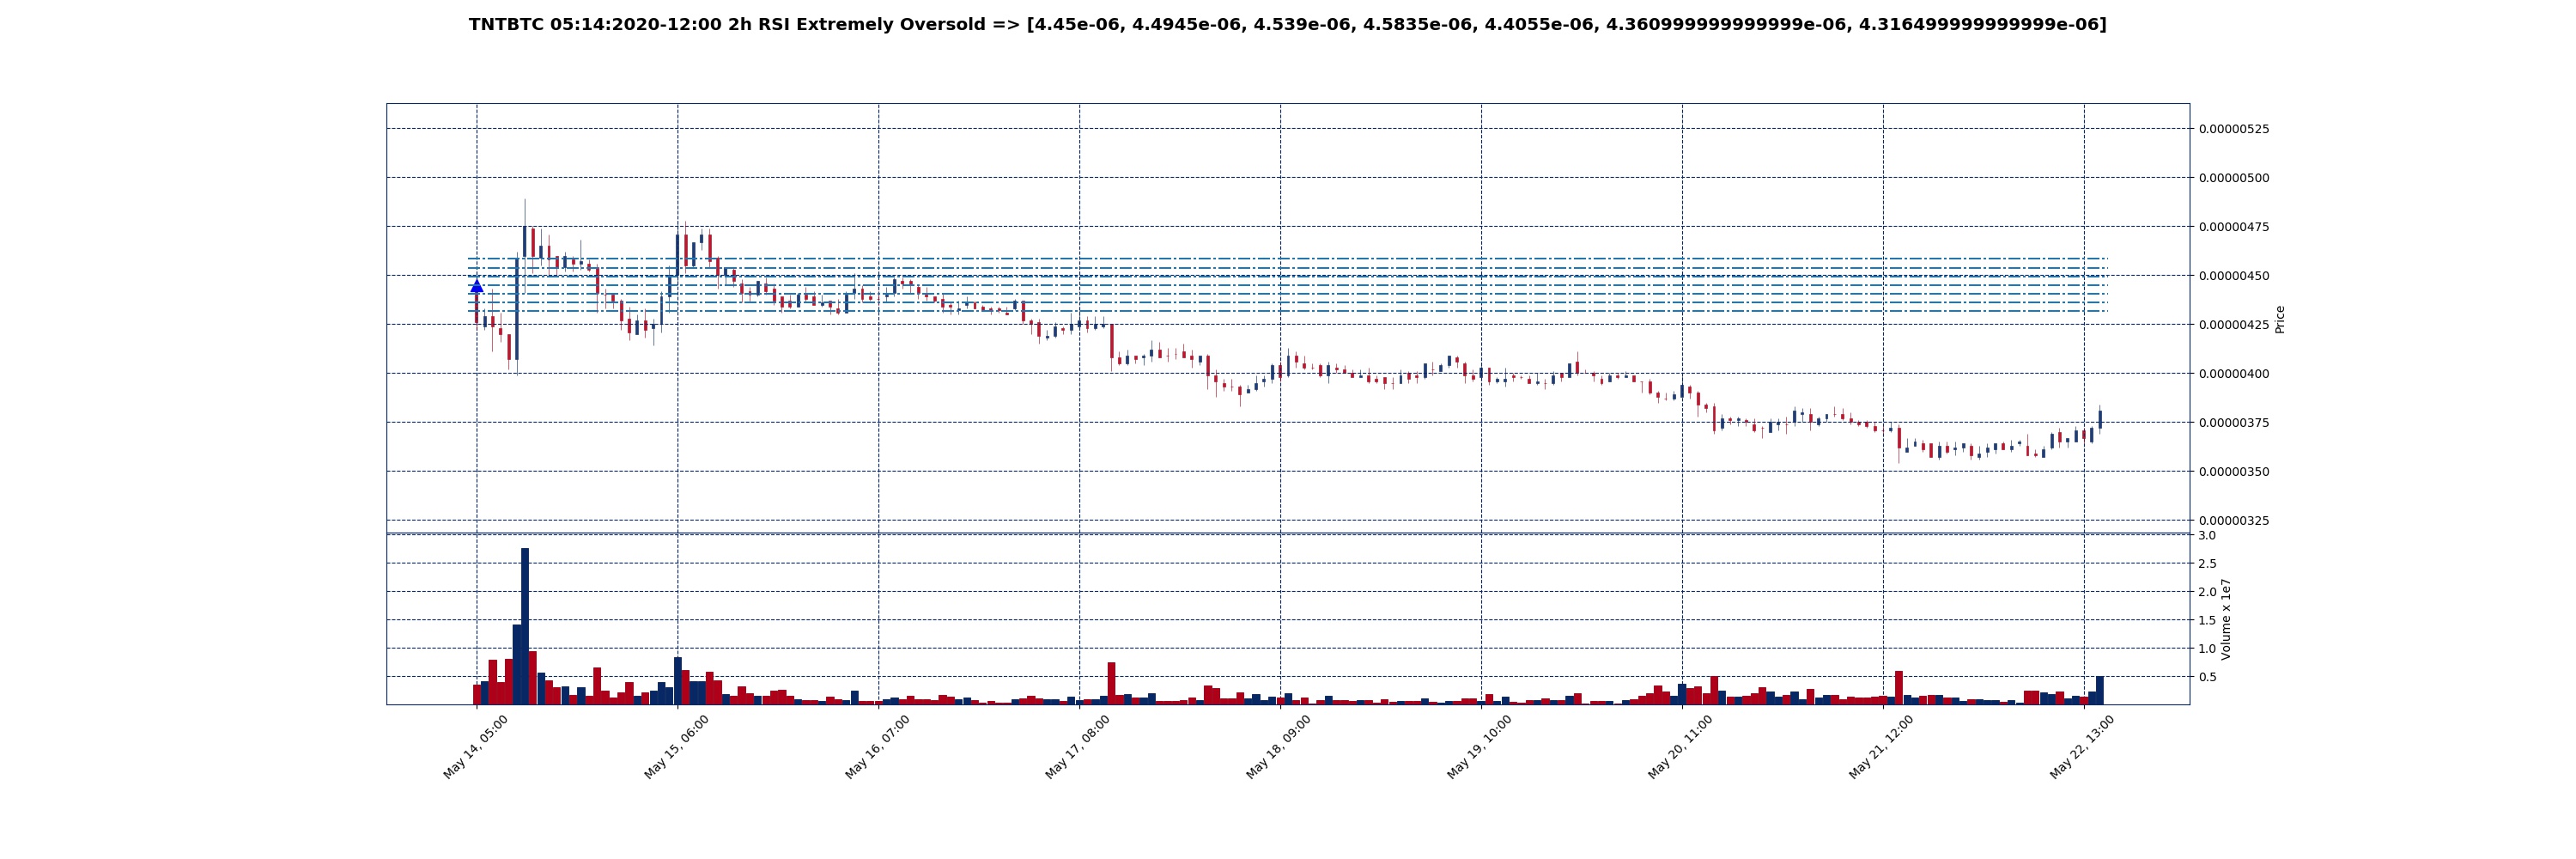 TNTBTC 05:14:2020-12:00 2h RSI Extremely Oversold => [4.45e-06, 4.4945e-06, 4.539e-06, 4.5835e-06, 4.4055e-06, 4.360999999999999e-06, 4.316499999999999e-06]
0.00000525
0.00000500
0.00000475
0.00000450
0.00000425
0.00000400
0.00000375
0.00000350
0.00000325
Price
3.0
2.5
2.0
1.5
1.0
0.5
Volume x 1e7
May 14, 05:00
May 15, 06:00
May 16, 07:00
May 17, 08:00
May 18, 09:00
May 19, 10:00
May 20, 11:00
May 21, 12:00
May 22, 13:00